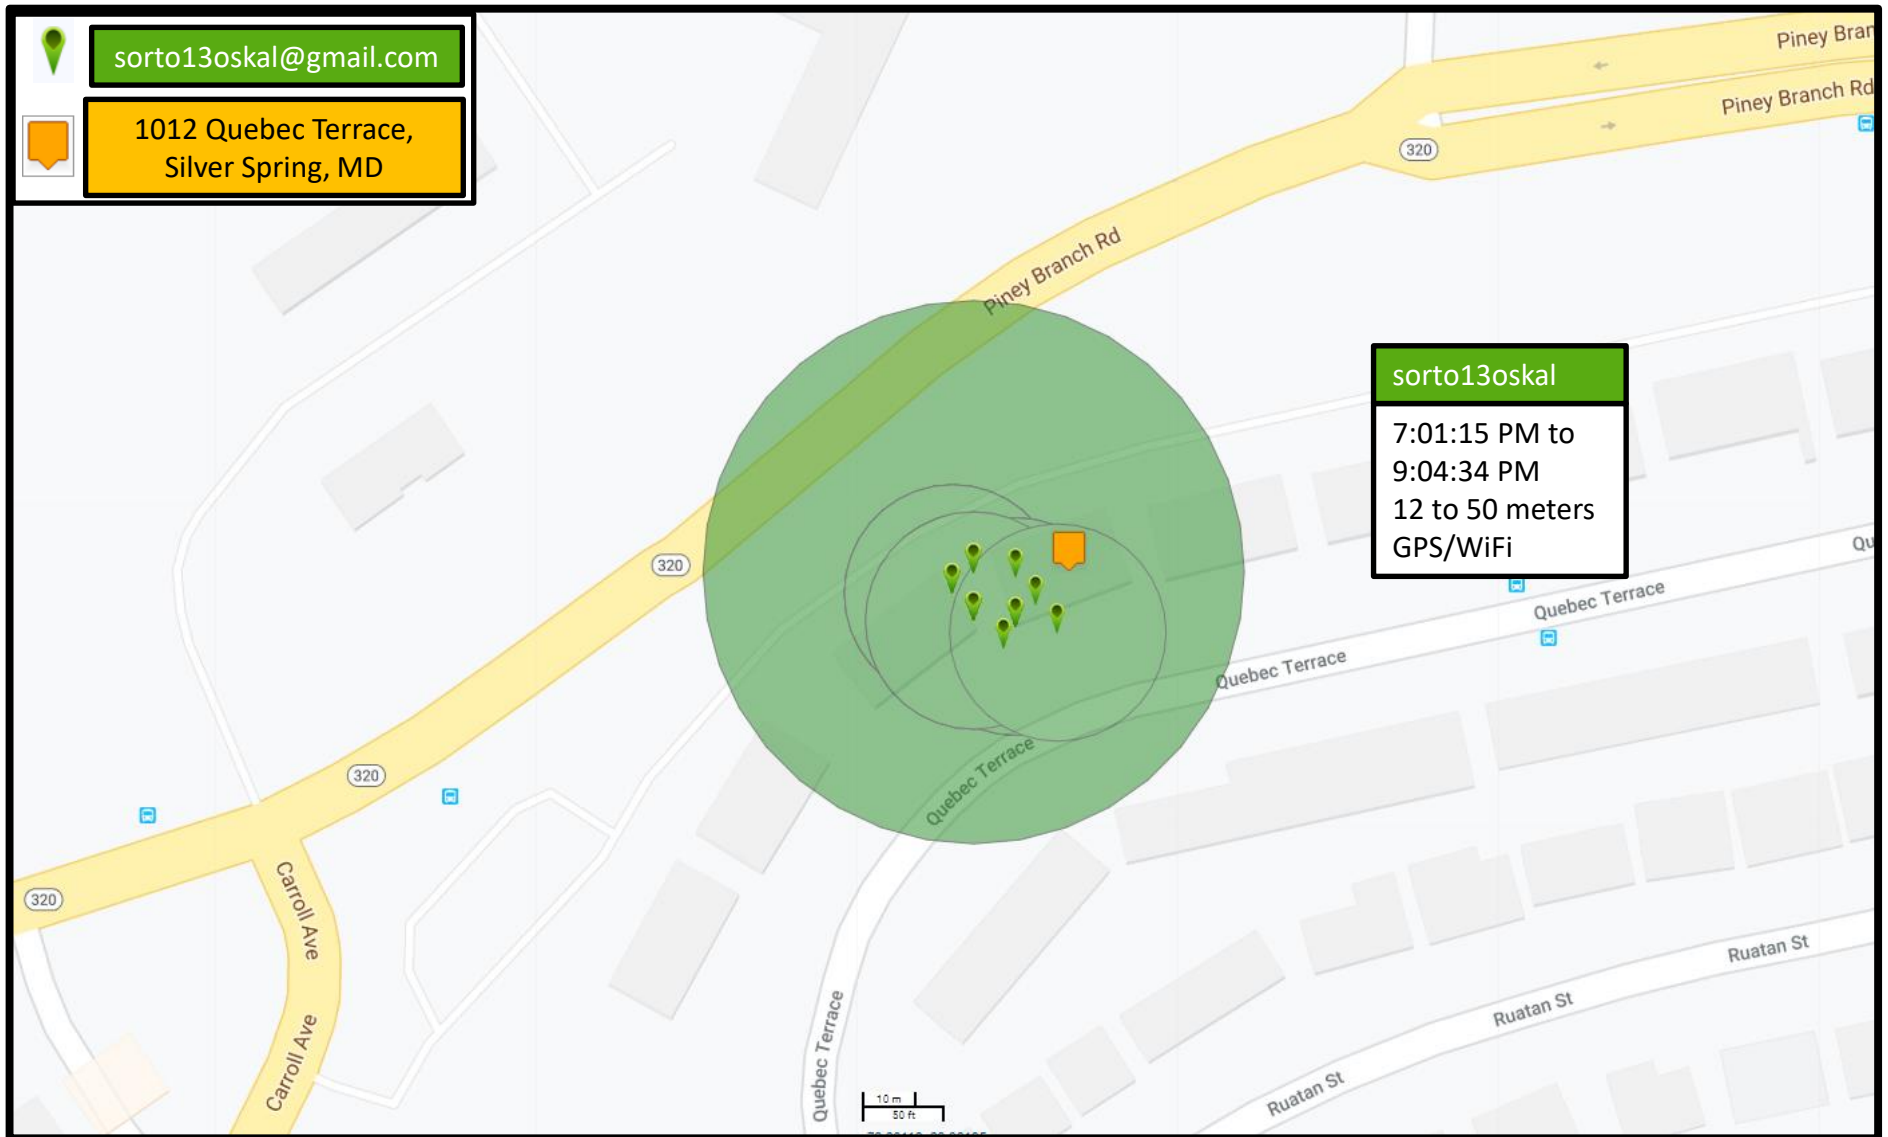 sorto13oskal@gmail.com
1012 Quebec Terrace,
Silver Spring, MD
Piney Bran
Piney Branch Rd
320
Piney Branch Rd
sorto13oskal
7:01:15 PM to
9:04:34 PM
12 to 50 meters
GPS/WiFi
Qu
320
Quebec Terrace
Quebec Terrace
Quebec Terrace
320
320
Carroll Ave
Ruatan St
Ruatan St
Carroll Ave
Quebec Terrace
Ruatan St
10 m
50 ft